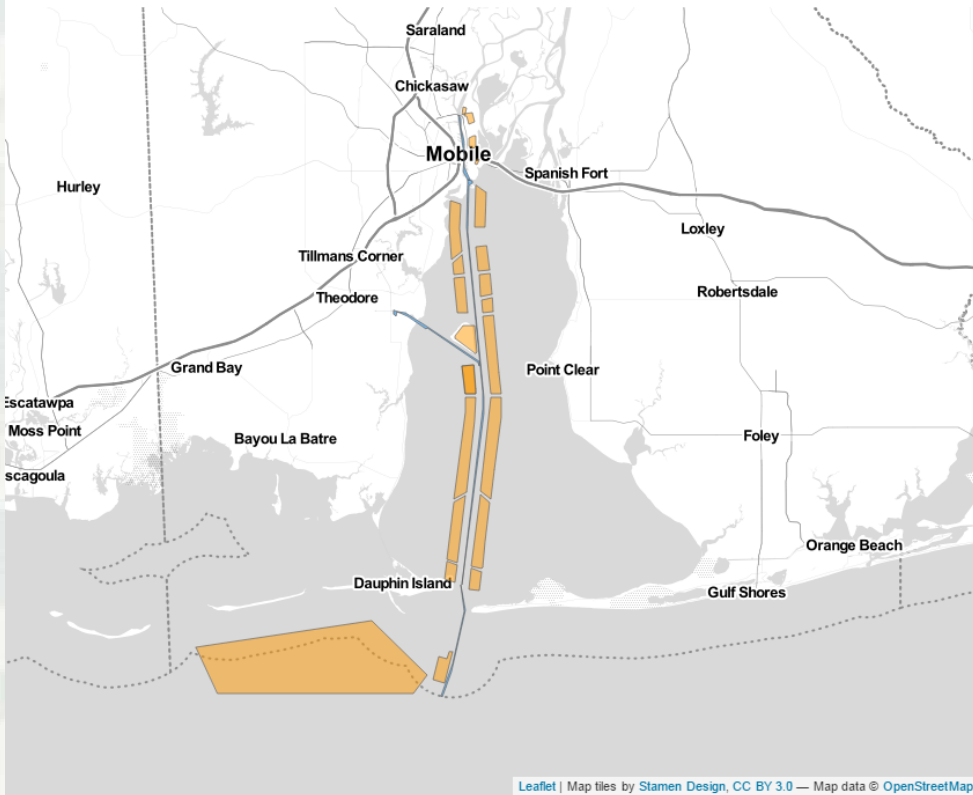 Saraland
Chickasaw
Mobile
Spanish Fort
Hurley
Loxley
Tillmans Corner
Theodore
Robertsdale
Grand Bay
Point Clear
Escatawpa
Moss Point
Bayou La Batre
Foley
scagoula
Orange Beach
Dauphin Island
Gulf Shores
Leaflet | Map tiles by Stamen Design, CC BY 3.0 — Map data © OpenStreetMap